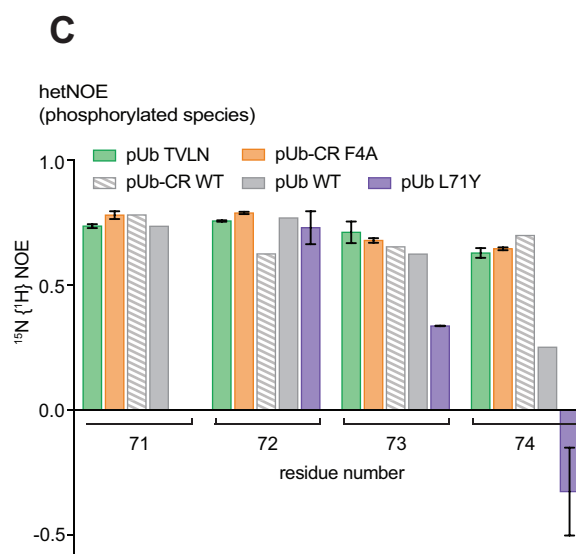 C
hetNOE
(phosphorylated species)
pUb TVLN pUb-CR F4A
pUb-CR WT pUb WT pUb L71Y
1.0
0.5
0.0
-0.5
¹⁵N {¹H} NOE
71 72 73 74
residue number